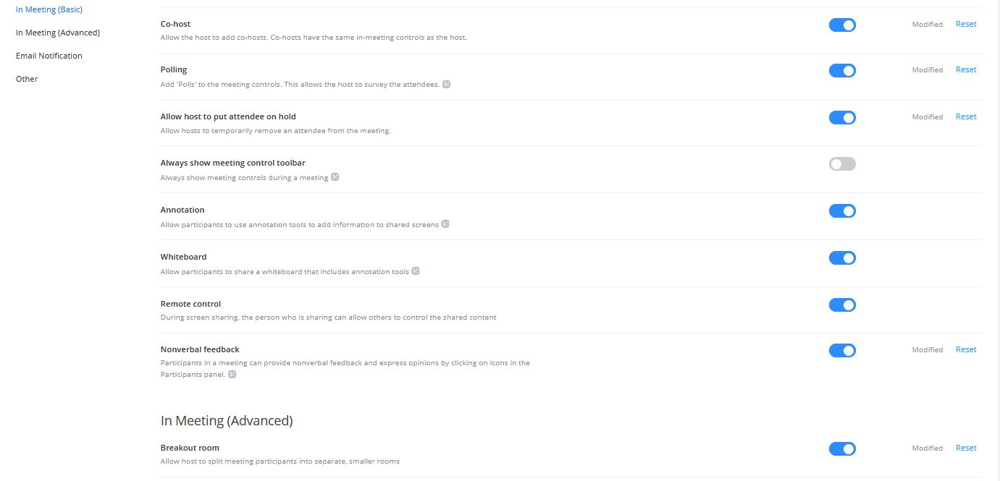 In Meeting (Basic)
In Meeting (Advanced)
Email Notification
Other
Co-host
Modified Reset
Allow the host to add co-hosts. Co-hosts have the same in-meeting controls as the host.
Polling
Modified Reset
Add 'Polls' to the meeting controls. This allows the host to survey the attendees.
Allow host to put attendee on hold
Modified Reset
Allow hosts to temporarily remove an attendee from the meeting.
Always show meeting control toolbar
Always show meeting controls during a meeting
Annotation
Allow participants to use annotation tools to add information to shared screens
Whiteboard
Allow participants to share a whiteboard that includes annotation tools
Remote control
During screen sharing, the person who is sharing can allow others to control the shared content
Nonverbal feedback
Modified Reset
Participants in a meeting can provide nonverbal feedback and express opinions by clicking on icons in the
Participants panel.
In Meeting (Advanced)
Breakout room
Modified Reset
Allow host to split meeting participants into separate, smaller rooms